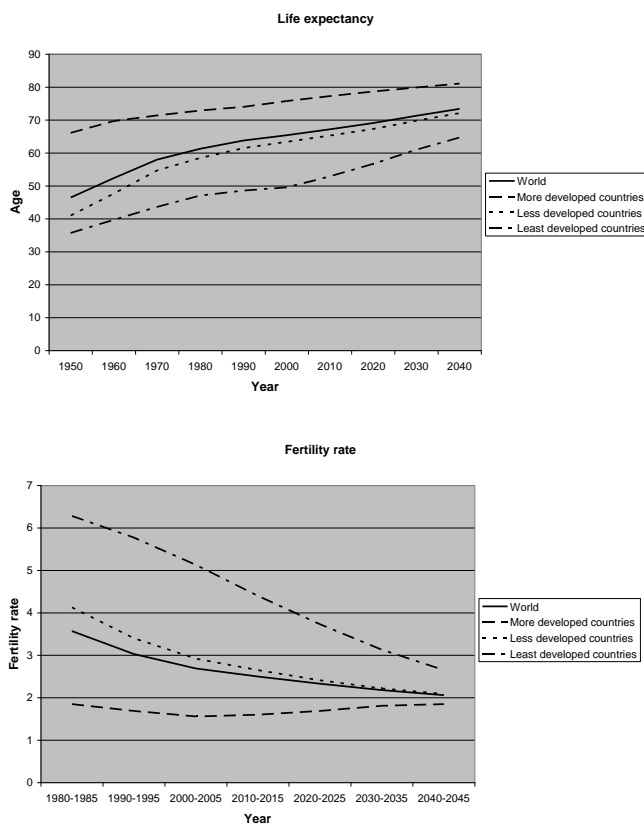 Life expectancy
90
80
70
60
50
40
30
20
10
0
Age
1950 1960 1970 1980 1990 2000 2010 2020 2030 2040
Year
World
More developed countries
Less developed countries
Least developed countries
Fertility rate
7
6
5
4
3
2
1
0
Fertility rate
1980-1985 1990-1995 2000-2005 2010-2015 2020-2025 2030-2035 2040-2045
Year
World
More developed countries
Less developed countries
Least developed countries